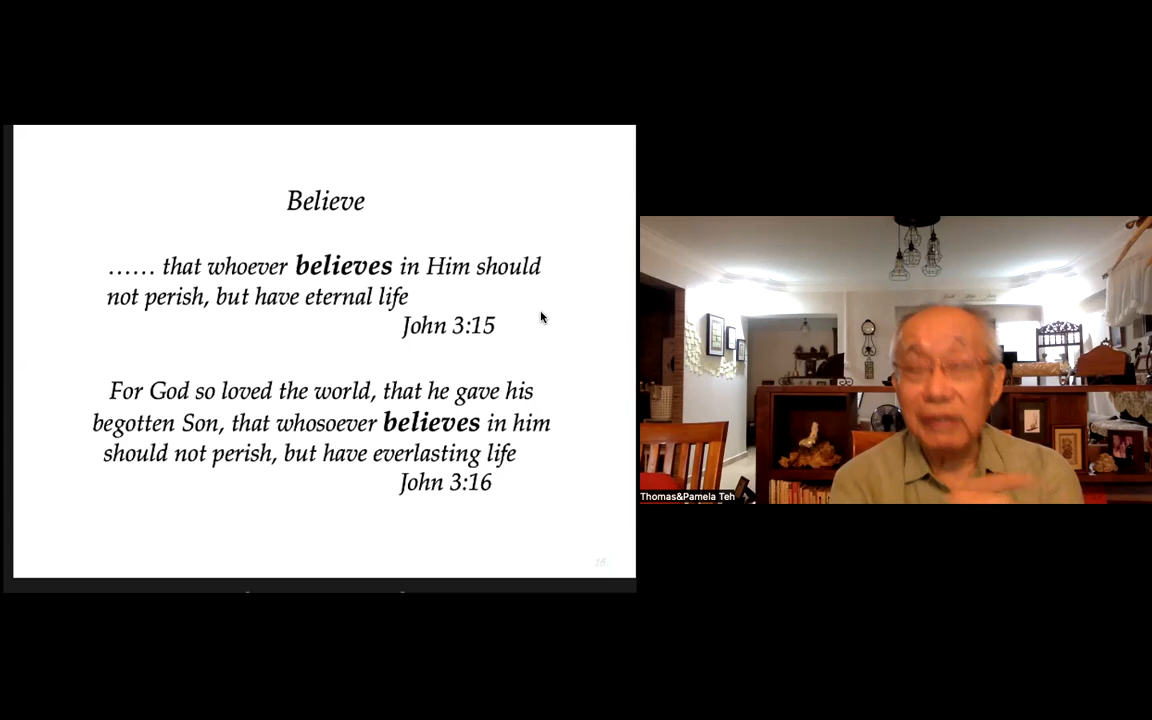 Believe
...... that whoever believes in Him should
not perish, but have eternal life
John 3:15
For God so loved the world, that he gave his
begotten Son, that whosoever believes in him
should not perish, but have everlasting life
John 3:16
16
Thomas&Pamela Teh